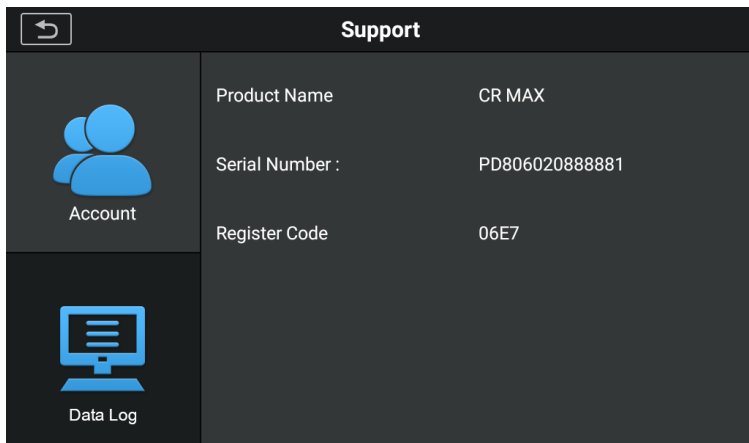 Support
Account
Data Log
Product Name CR MAX
Serial Number : PD806020888881
Register Code 06E7